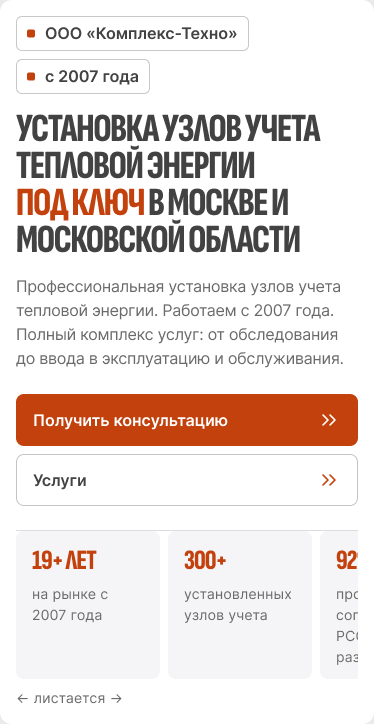 ООО «Комплекс-Техно»
с 2007 года
УСТАНОВКА УЗЛОВ УЧЕТА
ТЕПЛОВОЙ ЭНЕРГИИ
ПОД КЛЮЧ В МОСКВЕ И
МОСКОВСКОЙ ОБЛАСТИ
Профессиональная установка узлов учета
тепловой энергии. Работаем с 2007 года.
Полный комплекс услуг: от обследования
до ввода в эксплуатацию и обслуживания.
Получить консультацию
Услуги
19+ ЛЕТ
на рынке с
2007 года
300+
установленных
узлов учета
92
← листается →